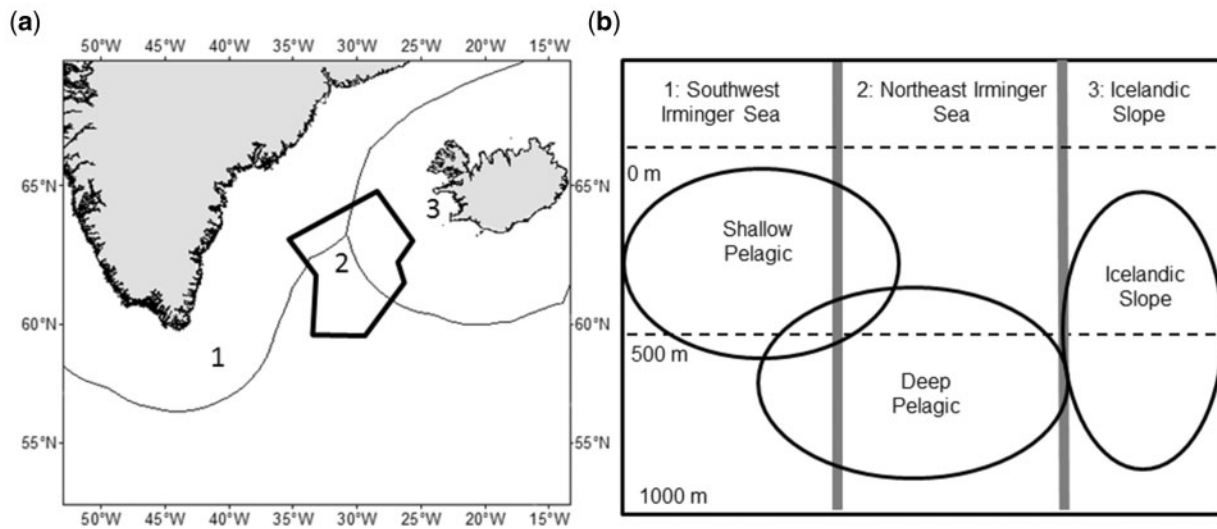 (a)
50°W 45°W 40°W 35°W 30°W 25°W 20°W 15°W
65°N 65°N
60°N 60°N
55°N 55°N
1
2
3
50°W 45°W 40°W 35°W 30°W 25°W 20°W 15°W
(b)
1: Southwest
Irminger Sea
2: Northeast Irminger
Sea
3: Icelandic
Slope
0 m
Shallow
Pelagic
Icelandic
Slope
500 m
Deep
Pelagic
1000 m